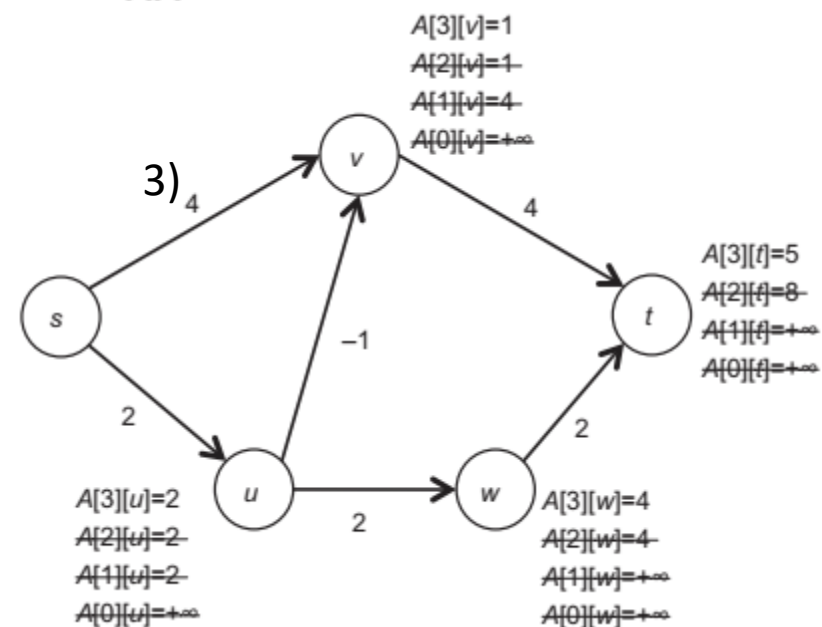 A[3][v]=1
A[2][v]=1
A[1][v]=4
A[0][v]=+∞
v
3)
4
4
A[3][t]=5
A[2][t]=8
A[1][t]=+∞
A[0][t]=+∞
s
t
–1
2
2
u
w
2
A[3][u]=2
A[2][u]=2
A[1][u]=2
A[0][u]=+∞
A[3][w]=4
A[2][w]=4
A[1][w]=+∞
A[0][w]=+∞